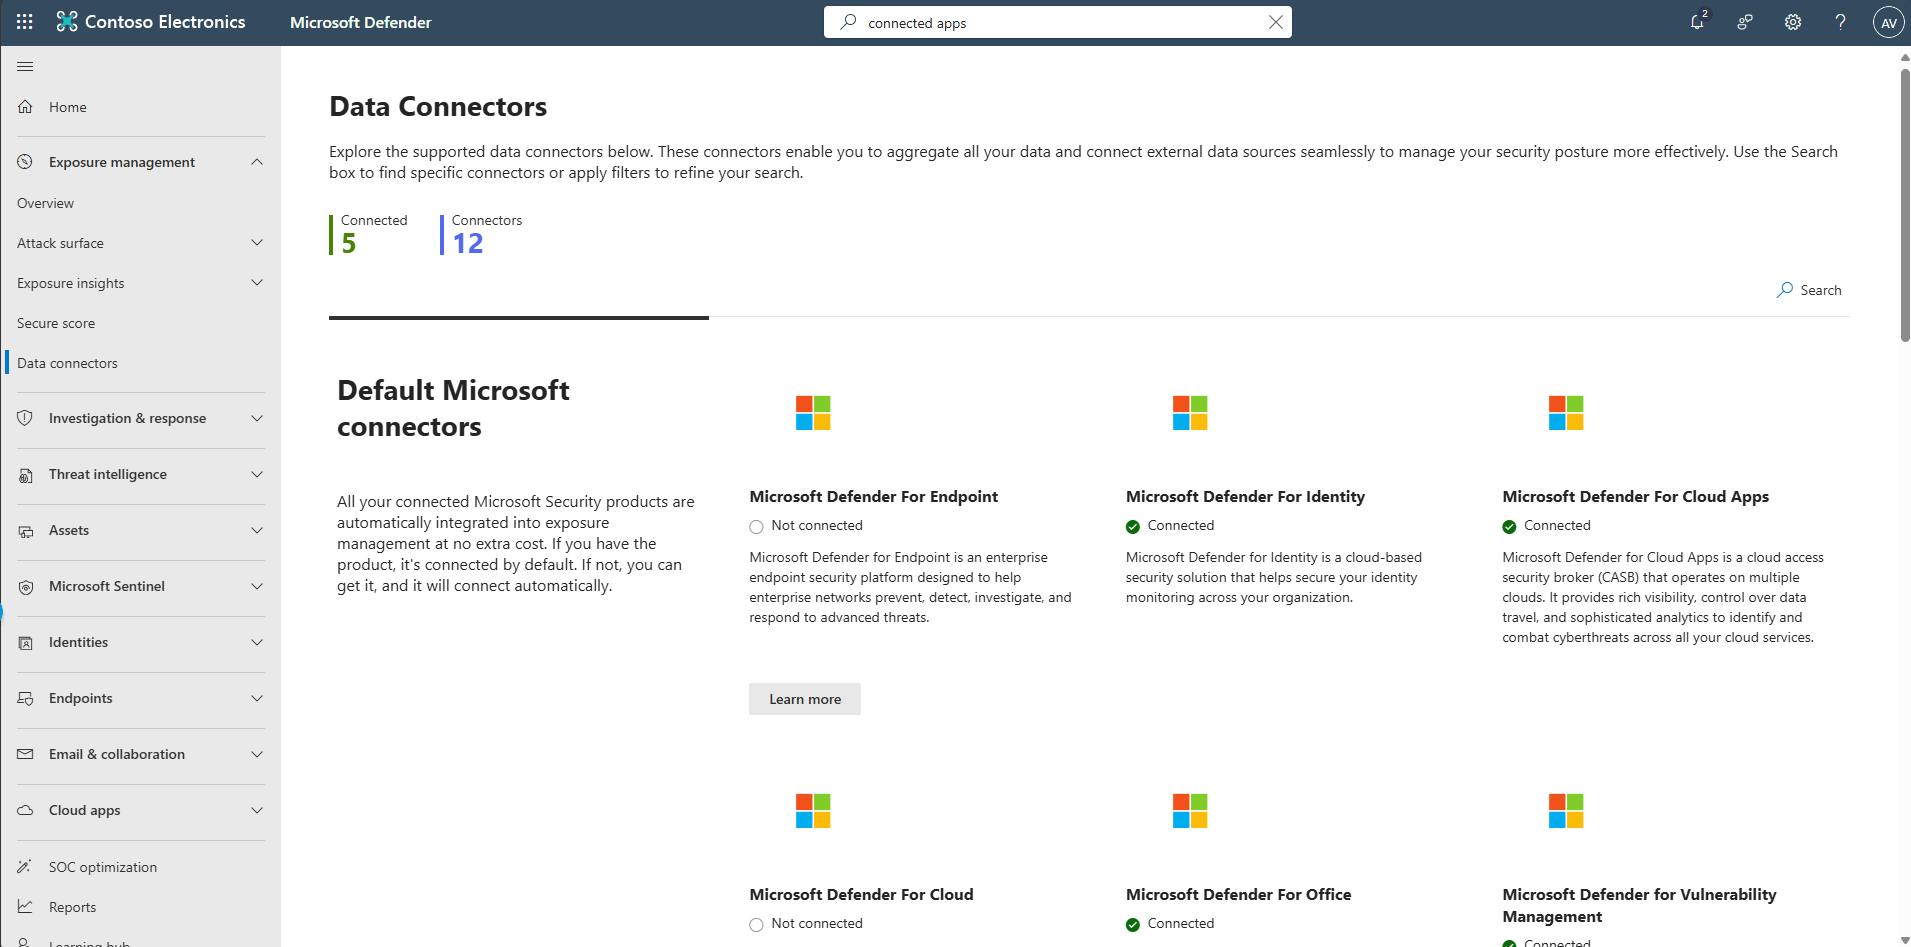 Contoso Electronics
Microsoft Defender
connected apps
2
AV
Home
Exposure management
Overview
Attack surface
Exposure insights
Secure score
Data connectors
Investigation & response
Threat intelligence
Assets
Microsoft Sentinel
Identities
Endpoints
Email & collaboration
Cloud apps
SOC optimization
Reports
Learning hub
Data Connectors
Explore the supported data connectors below. These connectors enable you to aggregate all your data and connect external data sources seamlessly to manage your security posture more effectively. Use the Search
box to find specific connectors or apply filters to refine your search.
Connected
5
Connectors
12
Search
Default Microsoft
connectors
All your connected Microsoft Security products are
automatically integrated into exposure
management at no extra cost. If you have the
product, it's connected by default. If not, you can
get it, and it will connect automatically.
Microsoft Defender For Endpoint
Not connected
Microsoft Defender for Endpoint is an enterprise
endpoint security platform designed to help
enterprise networks prevent, detect, investigate, and
respond to advanced threats.
Learn more
Microsoft Defender For Identity
Connected
Microsoft Defender for Identity is a cloud-based
security solution that helps secure your identity
monitoring across your organization.
Microsoft Defender For Cloud Apps
Connected
Microsoft Defender for Cloud Apps is a cloud access
security broker (CASB) that operates on multiple
clouds. It provides rich visibility, control over data
travel, and sophisticated analytics to identify and
combat cyberthreats across all your cloud services.
Microsoft Defender For Cloud
Not connected
Microsoft Defender For Office
Connected
Microsoft Defender for Vulnerability
Management
Connected